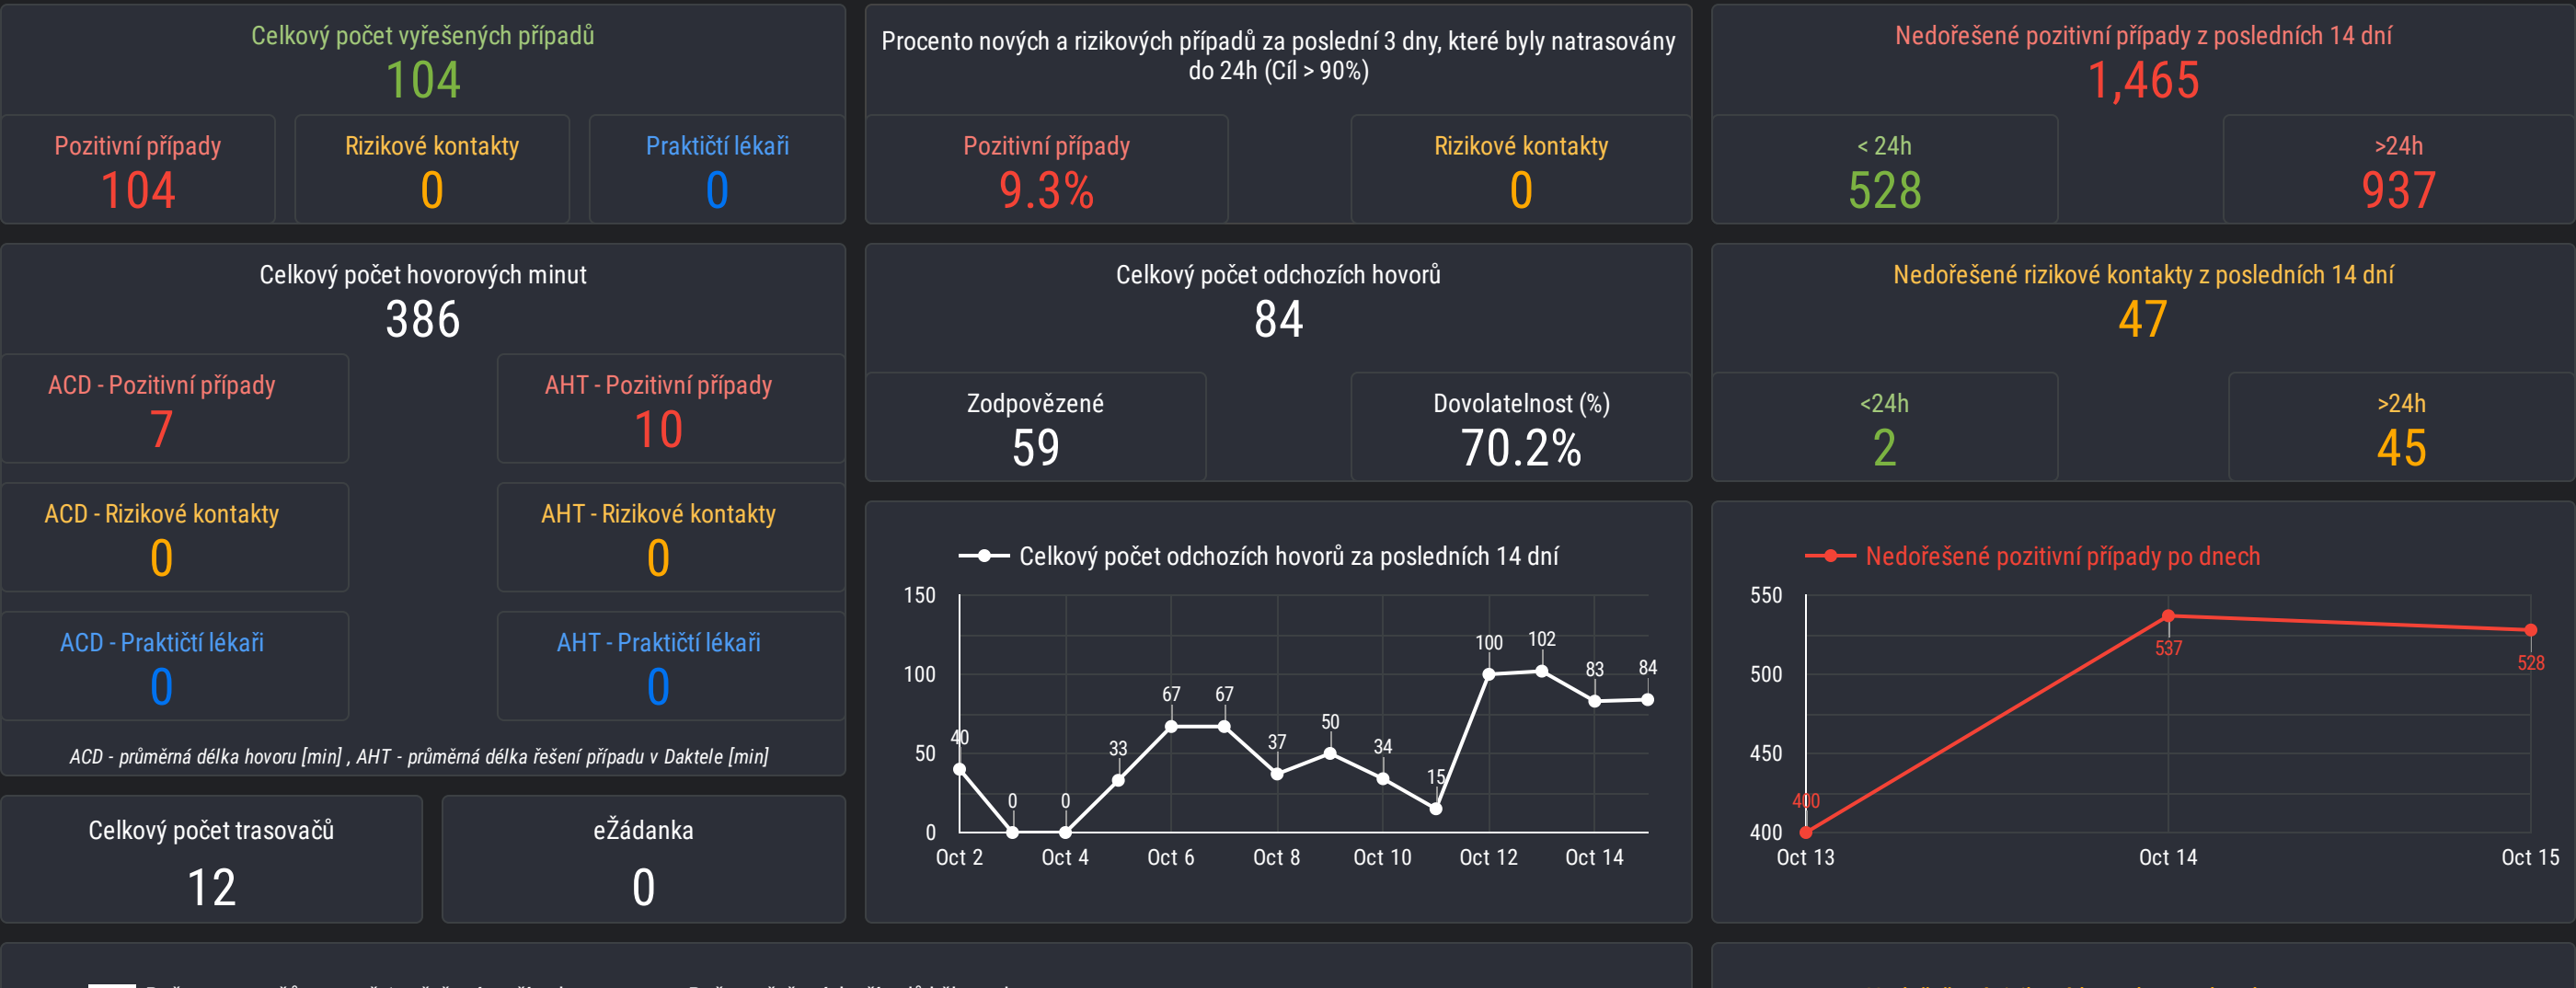 Celkový počet vyřešených případů
104
Pozitivní případy
104
Rizikové kontakty
0
Praktičtí lékaři
0
Procento nových a rizikových případů za poslední 3 dny, které byly natrasovány
do 24h (Cíl > 90%)
Pozitivní případy
9.3%
Rizikové kontakty
0
Nedořešené pozitivní případy z posledních 14 dní
1,465
< 24h
528
>24h
937
Celkový počet hovorových minut
386
ACD - Pozitivní případy
7
AHT - Pozitivní případy
10
ACD - Rizikové kontakty
0
AHT - Rizikové kontakty
0
ACD - Praktičtí lékaři
0
AHT - Praktičtí lékaři
0
ACD - průměrná délka hovoru [min] , AHT - průměrná délka řešení případu v Daktele [min]
Celkový počet odchozích hovorů
84
Zodpovězené
59
Dovolatelnost (%)
70.2%
Nedořešené rizikové kontakty z posledních 14 dní
47
<24h
2
>24h
45
Celkový počet odchozích hovorů za posledních 14 dní
150
100
50
0
40
0
0
33
67
67
37
50
34
15
100
102
83
84
Oct 2
Oct 4
Oct 6
Oct 8
Oct 10
Oct 12
Oct 14
Nedořešené pozitivní případy po dnech
550
500
450
400
400
537
528
Oct 13
Oct 14
Oct 15
Celkový počet trasovačů
12
eŽádanka
0